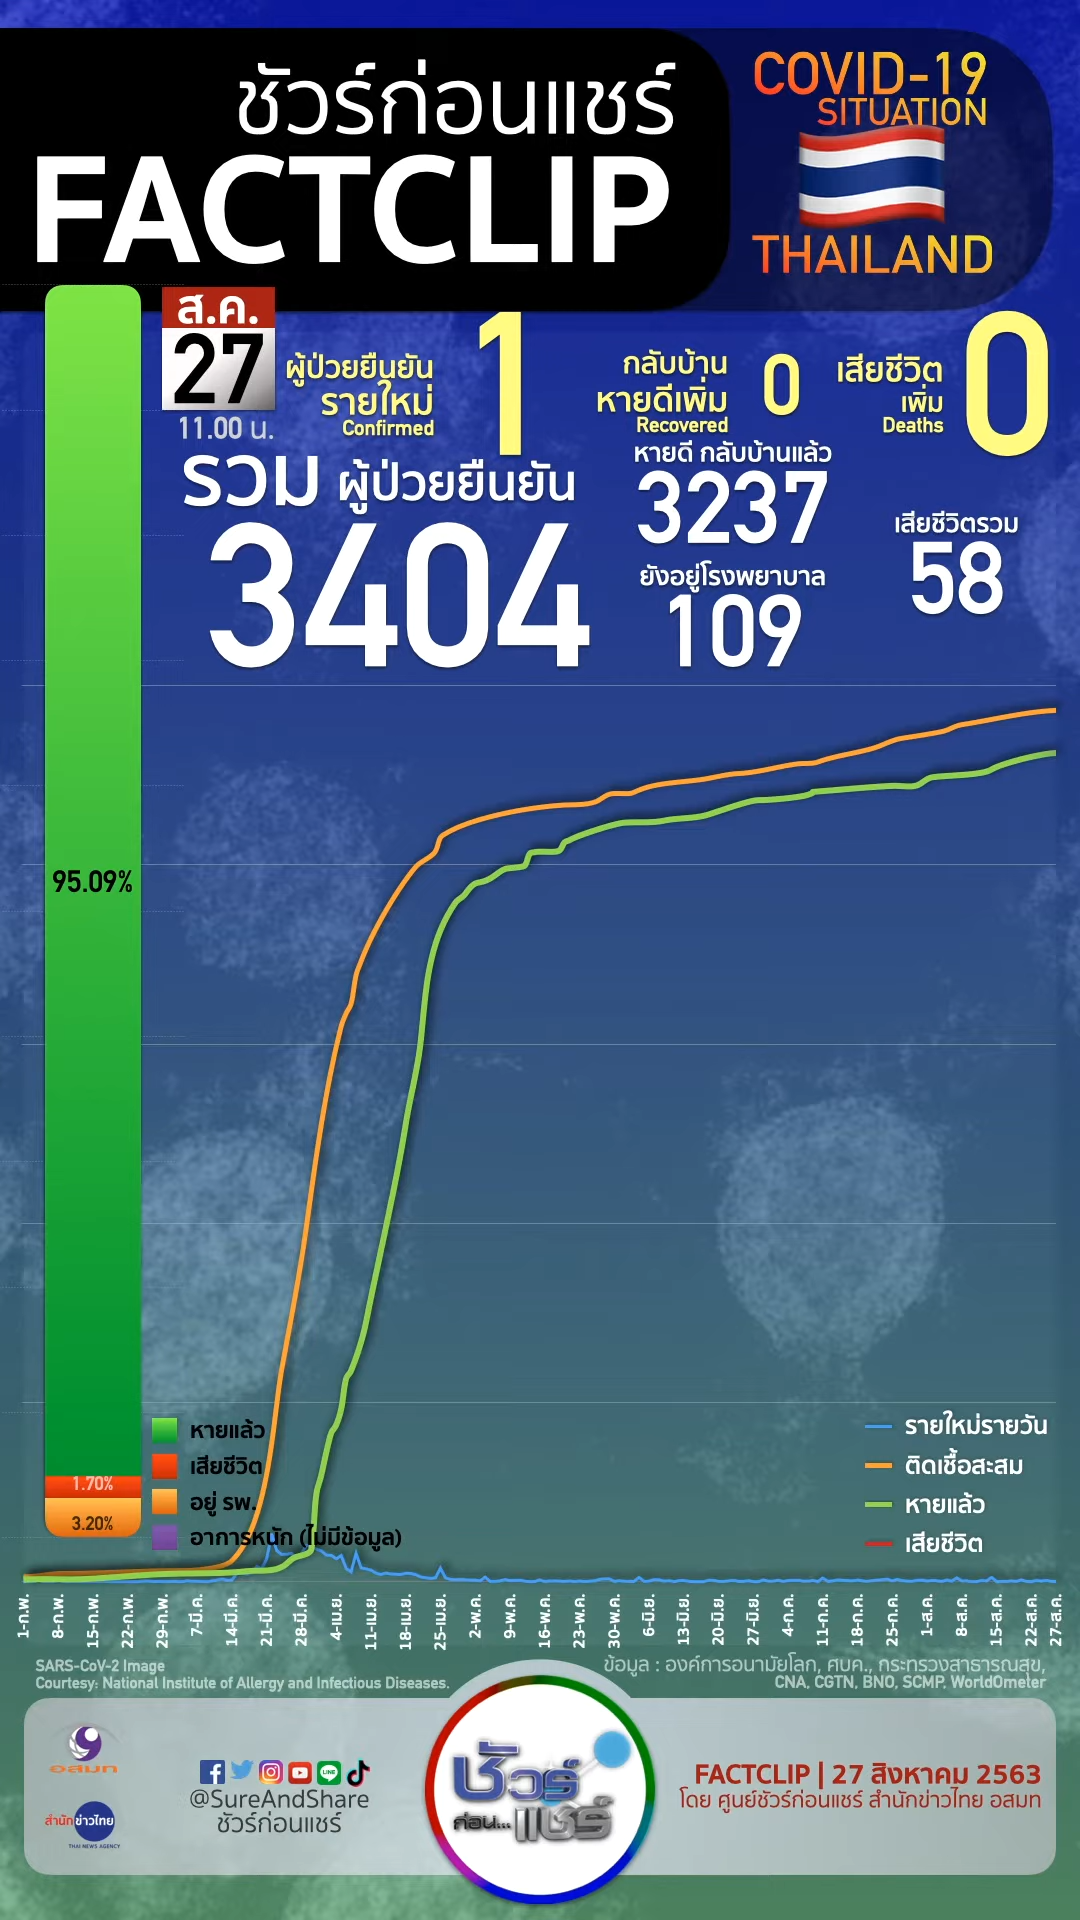 ชัวร์ก่อนแชร์
FACTCLIP
COVID-19
SITUATION
THAILAND
ส.ค.
27
11.00 น.
ผู้ป่วยยืนยัน
รายใหม่
Confirmed
1
กลับบ้าน
หายดีเพิ่ม
Recovered
0
เสียชีวิต
เพิ่ม
Deaths
0
รวม ผู้ป่วยยืนยัน
3404
หายดี กลับบ้านแล้ว
3237
ยังอยู่โรงพยาบาล
109
เสียชีวิตรวม
58
95.09%
1.70%
3.20%
หายแล้ว
เสียชีวิต
อยู่ รพ.
อาการหนัก (ไม่มีข้อมูล)
รายใหม่รายวัน
ติดเชื้อสะสม
หายแล้ว
เสียชีวิต
1-ก.พ.
8-ก.พ.
15-ก.พ.
22-ก.พ.
29-ก.พ.
7-มี.ค.
14-มี.ค.
21-มี.ค.
28-มี.ค.
4-เม.ย.
11-เม.ย.
18-เม.ย.
25-เม.ย.
2-พ.ค.
9-พ.ค.
16-พ.ค.
23-พ.ค.
30-พ.ค.
6-มิ.ย.
13-มิ.ย.
20-มิ.ย.
27-มิ.ย.
4-ก.ค.
11-ก.ค.
18-ก.ค.
25-ก.ค.
1-ส.ค.
8-ส.ค.
15-ส.ค.
22-ส.ค.
27-ส.ค.
SARS-CoV-2 Image
Courtesy: National Institute of Allergy and Infectious Diseases.
ข้อมูล : องค์การอนามัยโลก, ศบค., กระทรวงสาธารณสุข,
CNA, CGTN, BNO, SCMP, WorldOmeter
อสมท
สำนักข่าวไทย
THAI NEWS AGENCY
LINE
@SureAndShare
ชัวร์ก่อนแชร์
ชัวร์
ก่อน... แชร์
FACTCLIP | 27 สิงหาคม 2563
โดย ศูนย์ชัวร์ก่อนแชร์ สำนักข่าวไทย อสมท